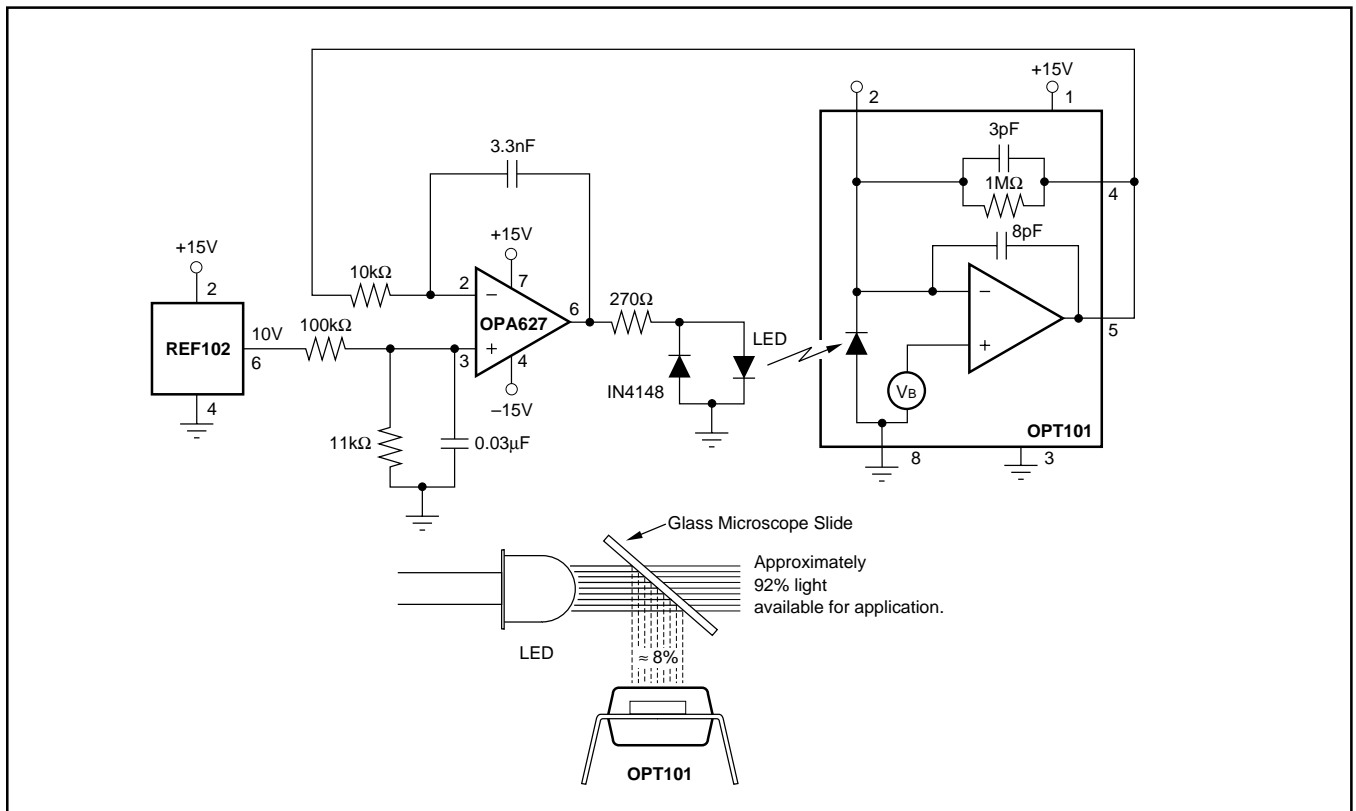 +15V
2
REF102
10V
6
4
100kΩ
11kΩ
0.03µF
10kΩ
3.3nF
+15V
7
2
−
OPA627
6
3
+
4
−15V
270Ω
IN4148
LED
2
+15V
1
3pF
1MΩ
4
8pF
−
+
5
VB
OPT101
8
3
Glass Microscope Slide
Approximately
92% light
available for application.
LED
≈ 8%
OPT101